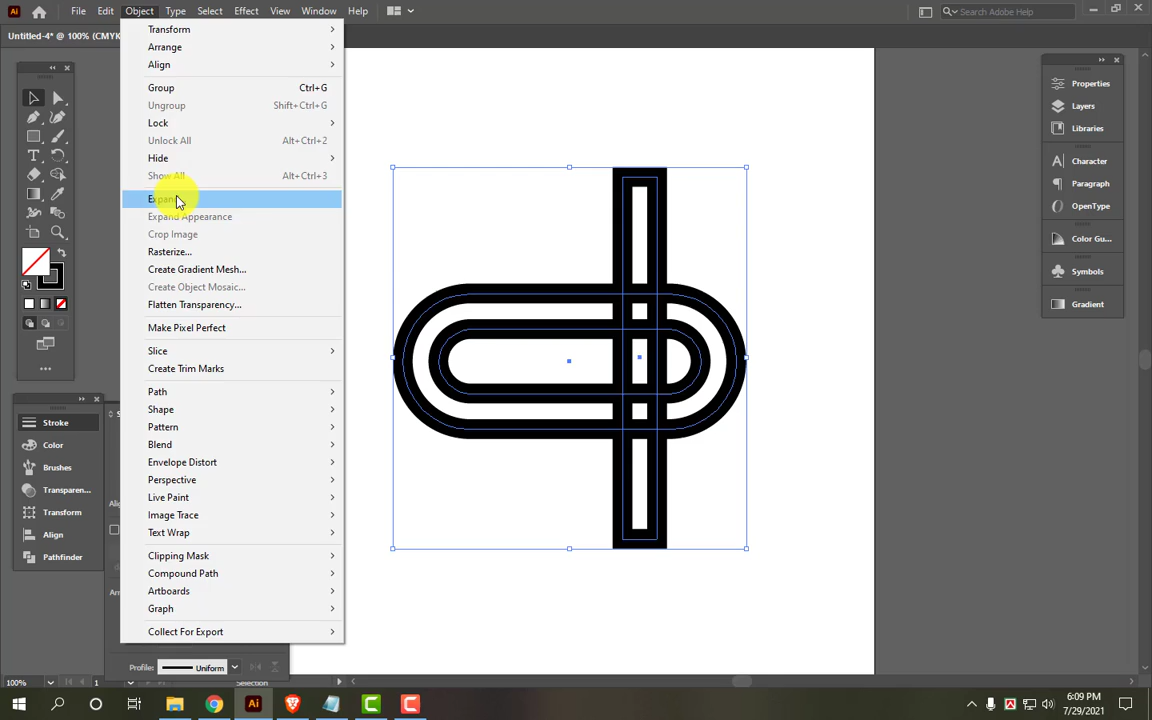 File Edit Object Type Select Effect View Window Help
Search Adobe Help
Untitled-4* @ 100% (CMYK
Transform
Arrange
Align
Group Ctrl+G
Ungroup Shift+Ctrl+G
Lock
Unlock All Alt+Ctrl+2
Hide
Show All Alt+Ctrl+3
Expand
Expand Appearance
Crop Image
Rasterize...
Create Gradient Mesh...
Create Object Mosaic...
Flatten Transparency...
Make Pixel Perfect
Slice
Create Trim Marks
Path
Shape
Pattern
Blend
Envelope Distort
Perspective
Live Paint
Image Trace
Text Wrap
Clipping Mask
Compound Path
Artboards
Graph
Collect For Export
Properties
Layers
Libraries
Character
Paragraph
OpenType
Color Gu...
Symbols
Gradient
Stroke
Color
Brushes
Transparen...
Transform
Align
Pathfinder
Profile: Uniform
100% 1 Selection
Ai
6:09 PM
7/29/2021